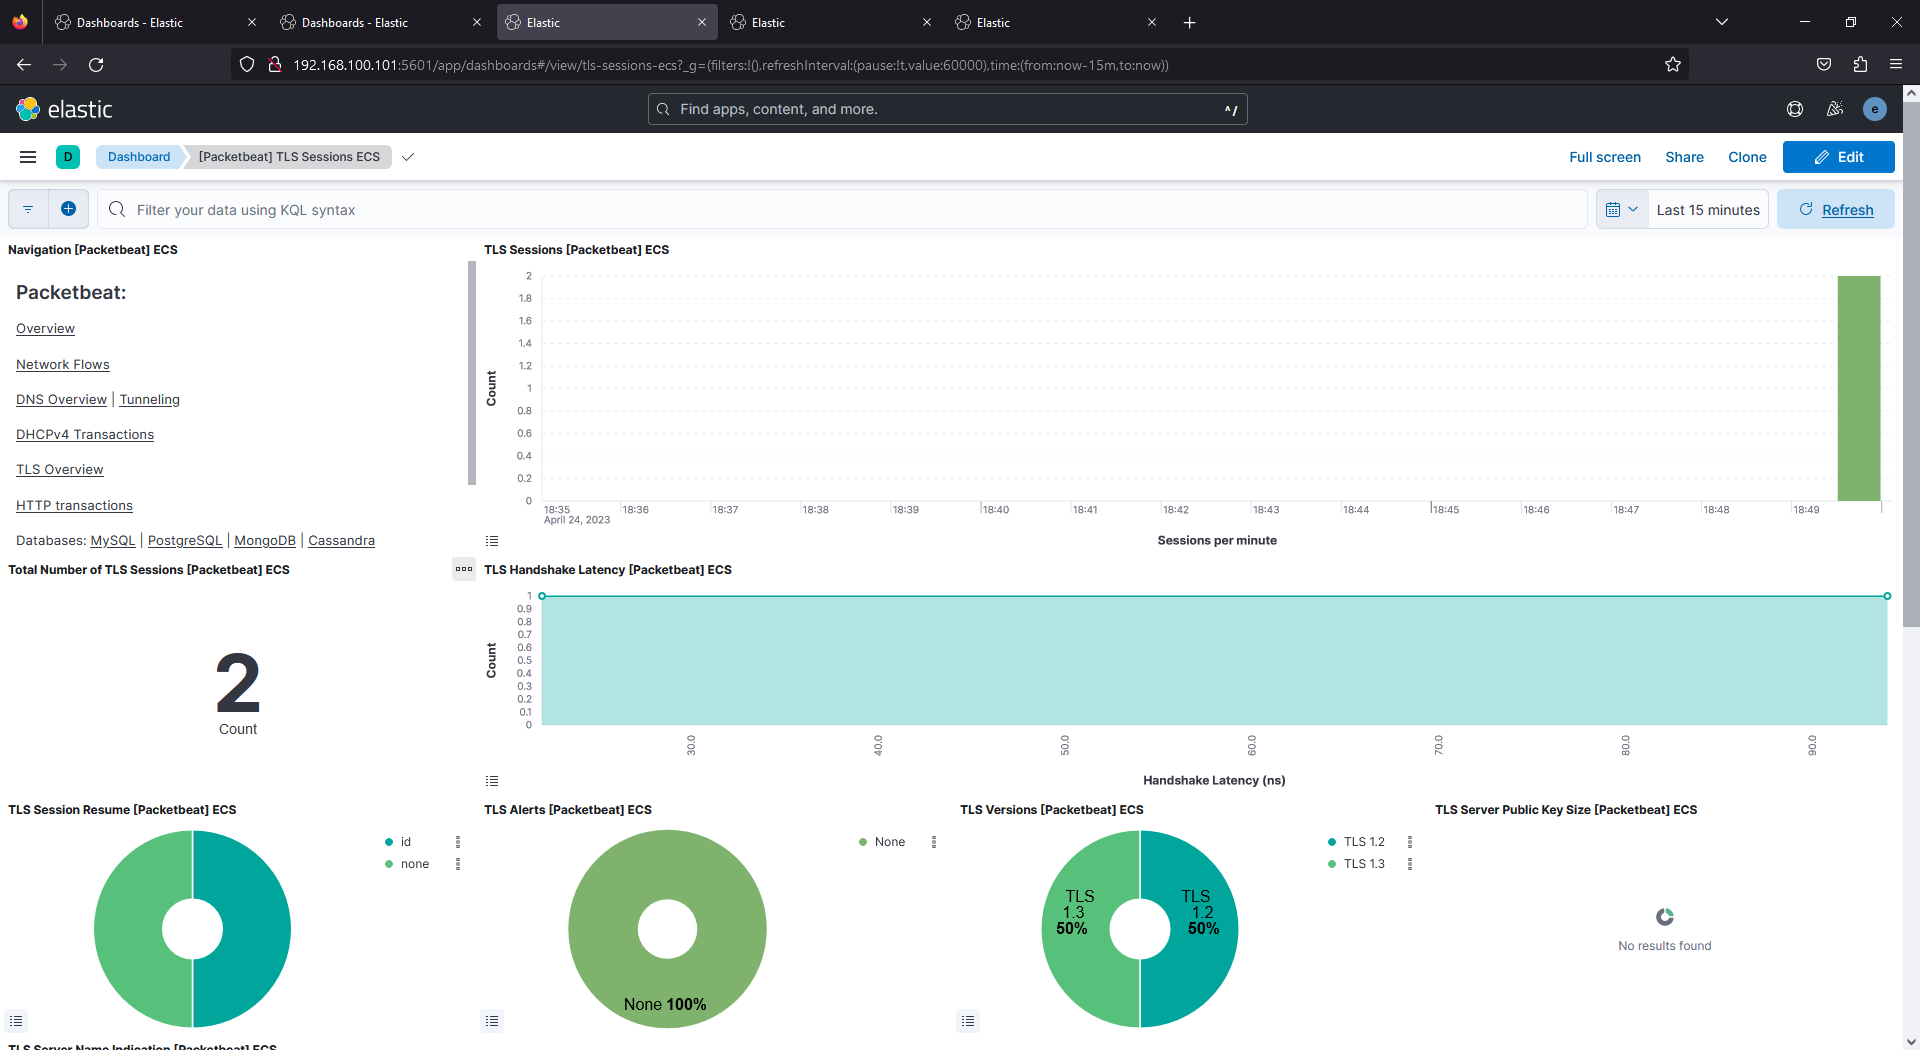 Dashboards - Elastic
Dashboards - Elastic
Elastic
Elastic
Elastic
192.168.100.101:5601/app/dashboards#/view/tls-sessions-ecs?_g=(filters:!(),refreshInterval:(pause:!t,value:60000),time:(from:now-15m,to:now))
elastic
Find apps, content, and more.
^/
e
D
Dashboard
[Packetbeat] TLS Sessions ECS
Full screen
Share
Clone
Edit
Filter your data using KQL syntax
Last 15 minutes
Refresh
Navigation [Packetbeat] ECS
Packetbeat:
Overview
Network Flows
DNS Overview | Tunneling
DHCPv4 Transactions
TLS Overview
HTTP transactions
Databases: MySQL | PostgreSQL | MongoDB | Cassandra
TLS Sessions [Packetbeat] ECS
Count
2
1.8
1.6
1.4
1.2
1
0.8
0.6
0.4
0.2
0
18:35 18:36 18:37 18:38 18:39 18:40 18:41 18:42 18:43 18:44 18:45 18:46 18:47 18:48 18:49
April 24, 2023
Sessions per minute
Total Number of TLS Sessions [Packetbeat] ECS
2
Count
TLS Handshake Latency [Packetbeat] ECS
Count
1
0.9
0.8
0.7
0.6
0.5
0.4
0.3
0.2
0.1
0
30.0 40.0 50.0 60.0 70.0 80.0 90.0
Handshake Latency (ns)
TLS Session Resume [Packetbeat] ECS
id
none
TLS Alerts [Packetbeat] ECS
None
None 100%
TLS Versions [Packetbeat] ECS
TLS 1.2
TLS 1.3
TLS
1.3
50%
TLS
1.2
50%
TLS Server Public Key Size [Packetbeat] ECS
No results found
TLS Server Name Indication [Packetbeat] ECS